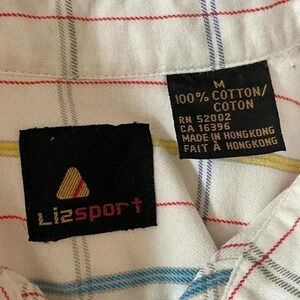 M
100% COTTON/
COTON
RN 52002
CA 16396
MADE IN HONGKONG
FAIT À HONGKONG
Lizsport